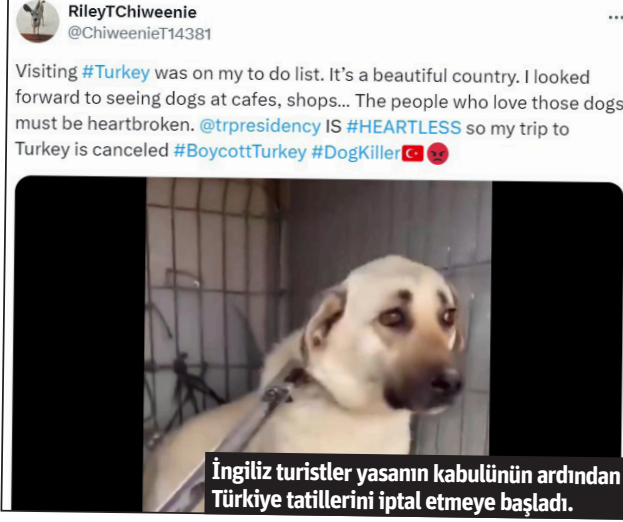 RileyTChiweenie
@ChiweenieT14381
Visiting #Turkey was on my to do list. It's a beautiful country. I looked
forward to seeing dogs at cafes, shops... The people who love those dogs
must be heartbroken. @trpresidency IS #HEARTLESS so my trip to
Turkey is canceled #BoycottTurkey #DogKiller🇹🇷😡
İngiliz turistler yasanın kabulünün ardından
Türkiye tatillerini iptal etmeye başladı.